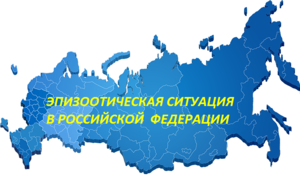 ЭПИЗООТИЧЕСКАЯ СИТУАЦИЯ
В РОССИЙСКОЙ ФЕДЕРАЦИИ